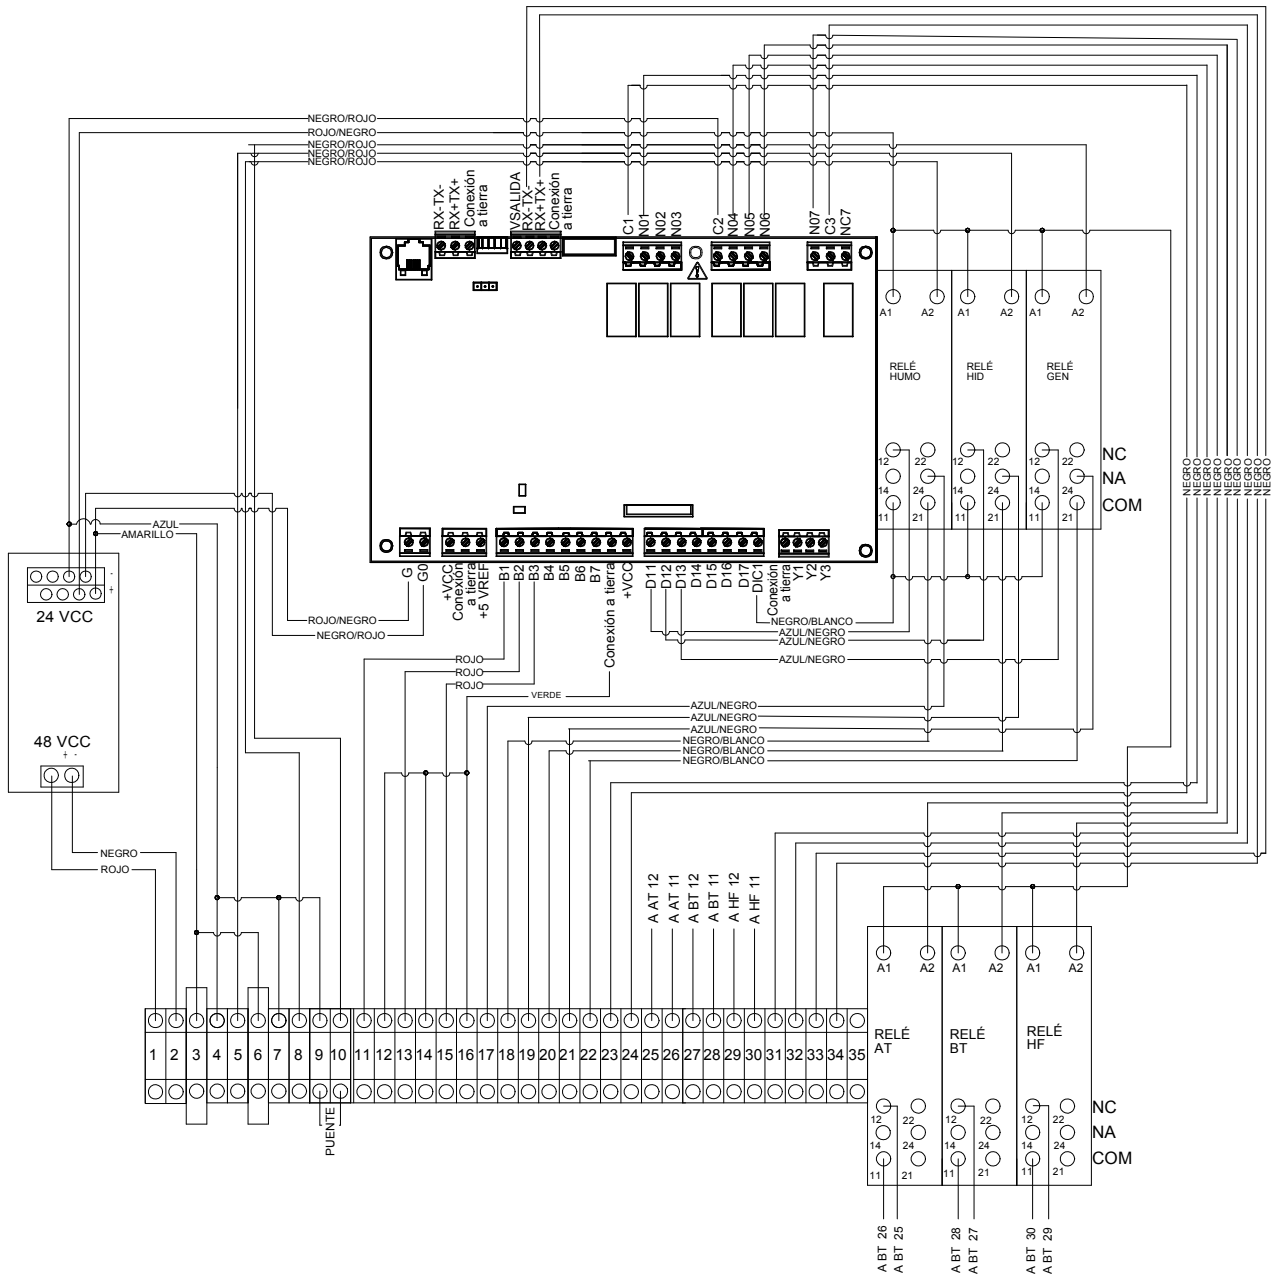 NEGRO/ROJO
ROJO/NEGRO
NEGRO/ROJO
NEGRO/ROJO
RX-TX-
RX+TX+
Conexión
a tierra
VSALIDA
RX-TX-
RX+TX+
Conexión
a tierra
C1
N01
N02
N03
C2
N04
N05
N06
N07
C3
NC7
A1
A2
A1
A2
A1
A2
RELÉ
HUMO
RELÉ
HID
RELÉ
GEN
12
22
12
22
12
22
NC
14
24
14
24
14
24
NA
11
21
11
21
11
21
COM
NEGRO
NEGRO
NEGRO
NEGRO
NEGRO
NEGRO
NEGRO
NEGRO
NEGRO
AZUL
AMARILLO
-
+
24 VCC
48 VCC
+ -
G
G0
+VCC
Conexión
a tierra
+5 VREF
B1
B2
B3
B4
B5
B6
B7
Conexión a tierra
+VCC
D11
D12
D13
D14
D15
D16
D17
DIC1
Conexión
a tierra
Y1
Y2
Y3
ROJO/NEGRO
NEGRO/ROJO
NEGRO/BLANCO
AZUL/NEGRO
AZUL/NEGRO
AZUL/NEGRO
ROJO
ROJO
ROJO
VERDE
AZUL/NEGRO
AZUL/NEGRO
AZUL/NEGRO
NEGRO/BLANCO
NEGRO/BLANCO
NEGRO/BLANCO
NEGRO
ROJO
A AT 12
A AT 11
A BT 12
A BT 11
A HF 12
A HF 11
A1
A2
A1
A2
A1
A2
RELÉ
AT
RELÉ
BT
RELÉ
HF
1 2 3 4 5 6 7 8 9 10 11 12 13 14 15 16 17 18 19 20 21 22 23 24 25 26 27 28 29 30 31 32 33 34 35
PUENTE
12
22
12
22
12
22
NC
14
24
14
24
14
24
NA
11
21
11
21
11
21
COM
A BT 26
A BT 25
A BT 28
A BT 27
A BT 30
A BT 29